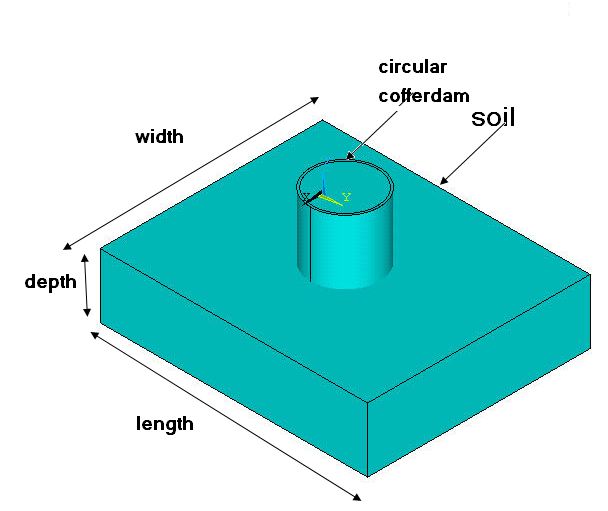 circular
cofferdam
soil
width
Y
depth
length